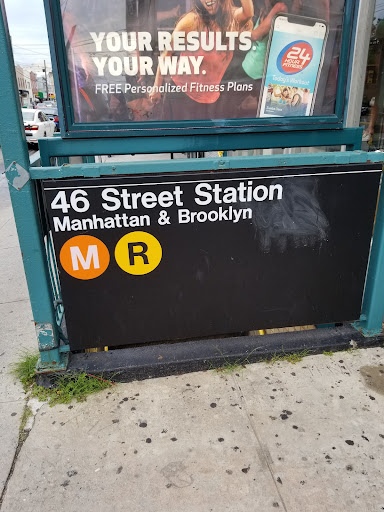 YOUR RESULTS.
YOUR WAY.
FREE Personalized Fitness Plans
24
HOUR
FITNESS
46 Street Station
Manhattan & Brooklyn
M R